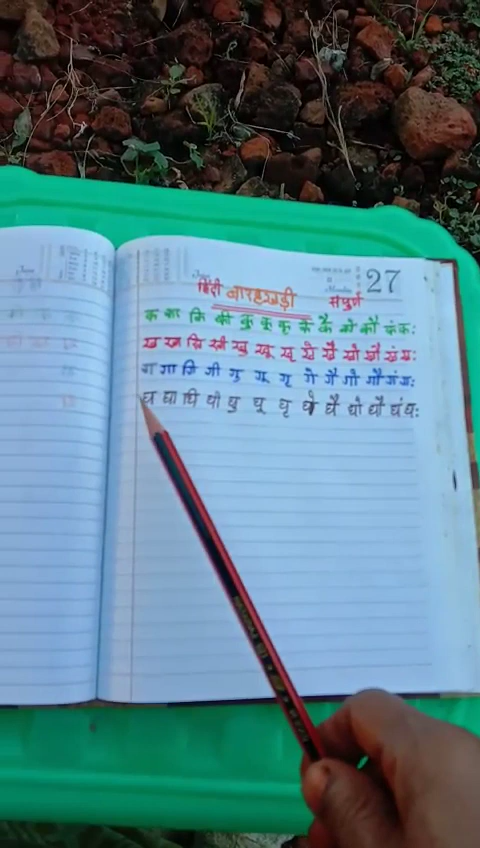 27
हिंदी बारहखड़ी संपुर्ण
क का कि की कु कू कृ के कै को कौ कं कः
ख खा खि खी खु खू खृ खे खै खो खौ खं खः
ग गा गि गी गु गू गृ गे गै गो गौ गं गः
घ घा घि घी घु घू घृ घे घै घो घौ घं घः